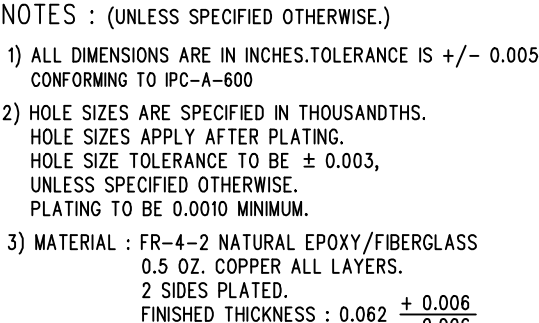 NOTES : (UNLESS SPECIFIED OTHERWISE.)
1) ALL DIMENSIONS ARE IN INCHES.TOLERANCE IS +/- 0.005
CONFORMING TO IPC-A-600
2) HOLE SIZES ARE SPECIFIED IN THOUSANDTHS.
HOLE SIZES APPLY AFTER PLATING.
HOLE SIZE TOLERANCE TO BE ± 0.003,
UNLESS SPECIFIED OTHERWISE.
PLATING TO BE 0.0010 MINIMUM.
3) MATERIAL : FR-4-2 NATURAL EPOXY/FIBERGLASS
0.5 OZ. COPPER ALL LAYERS.
2 SIDES PLATED.
FINISHED THICKNESS : 0.062 + 0.006